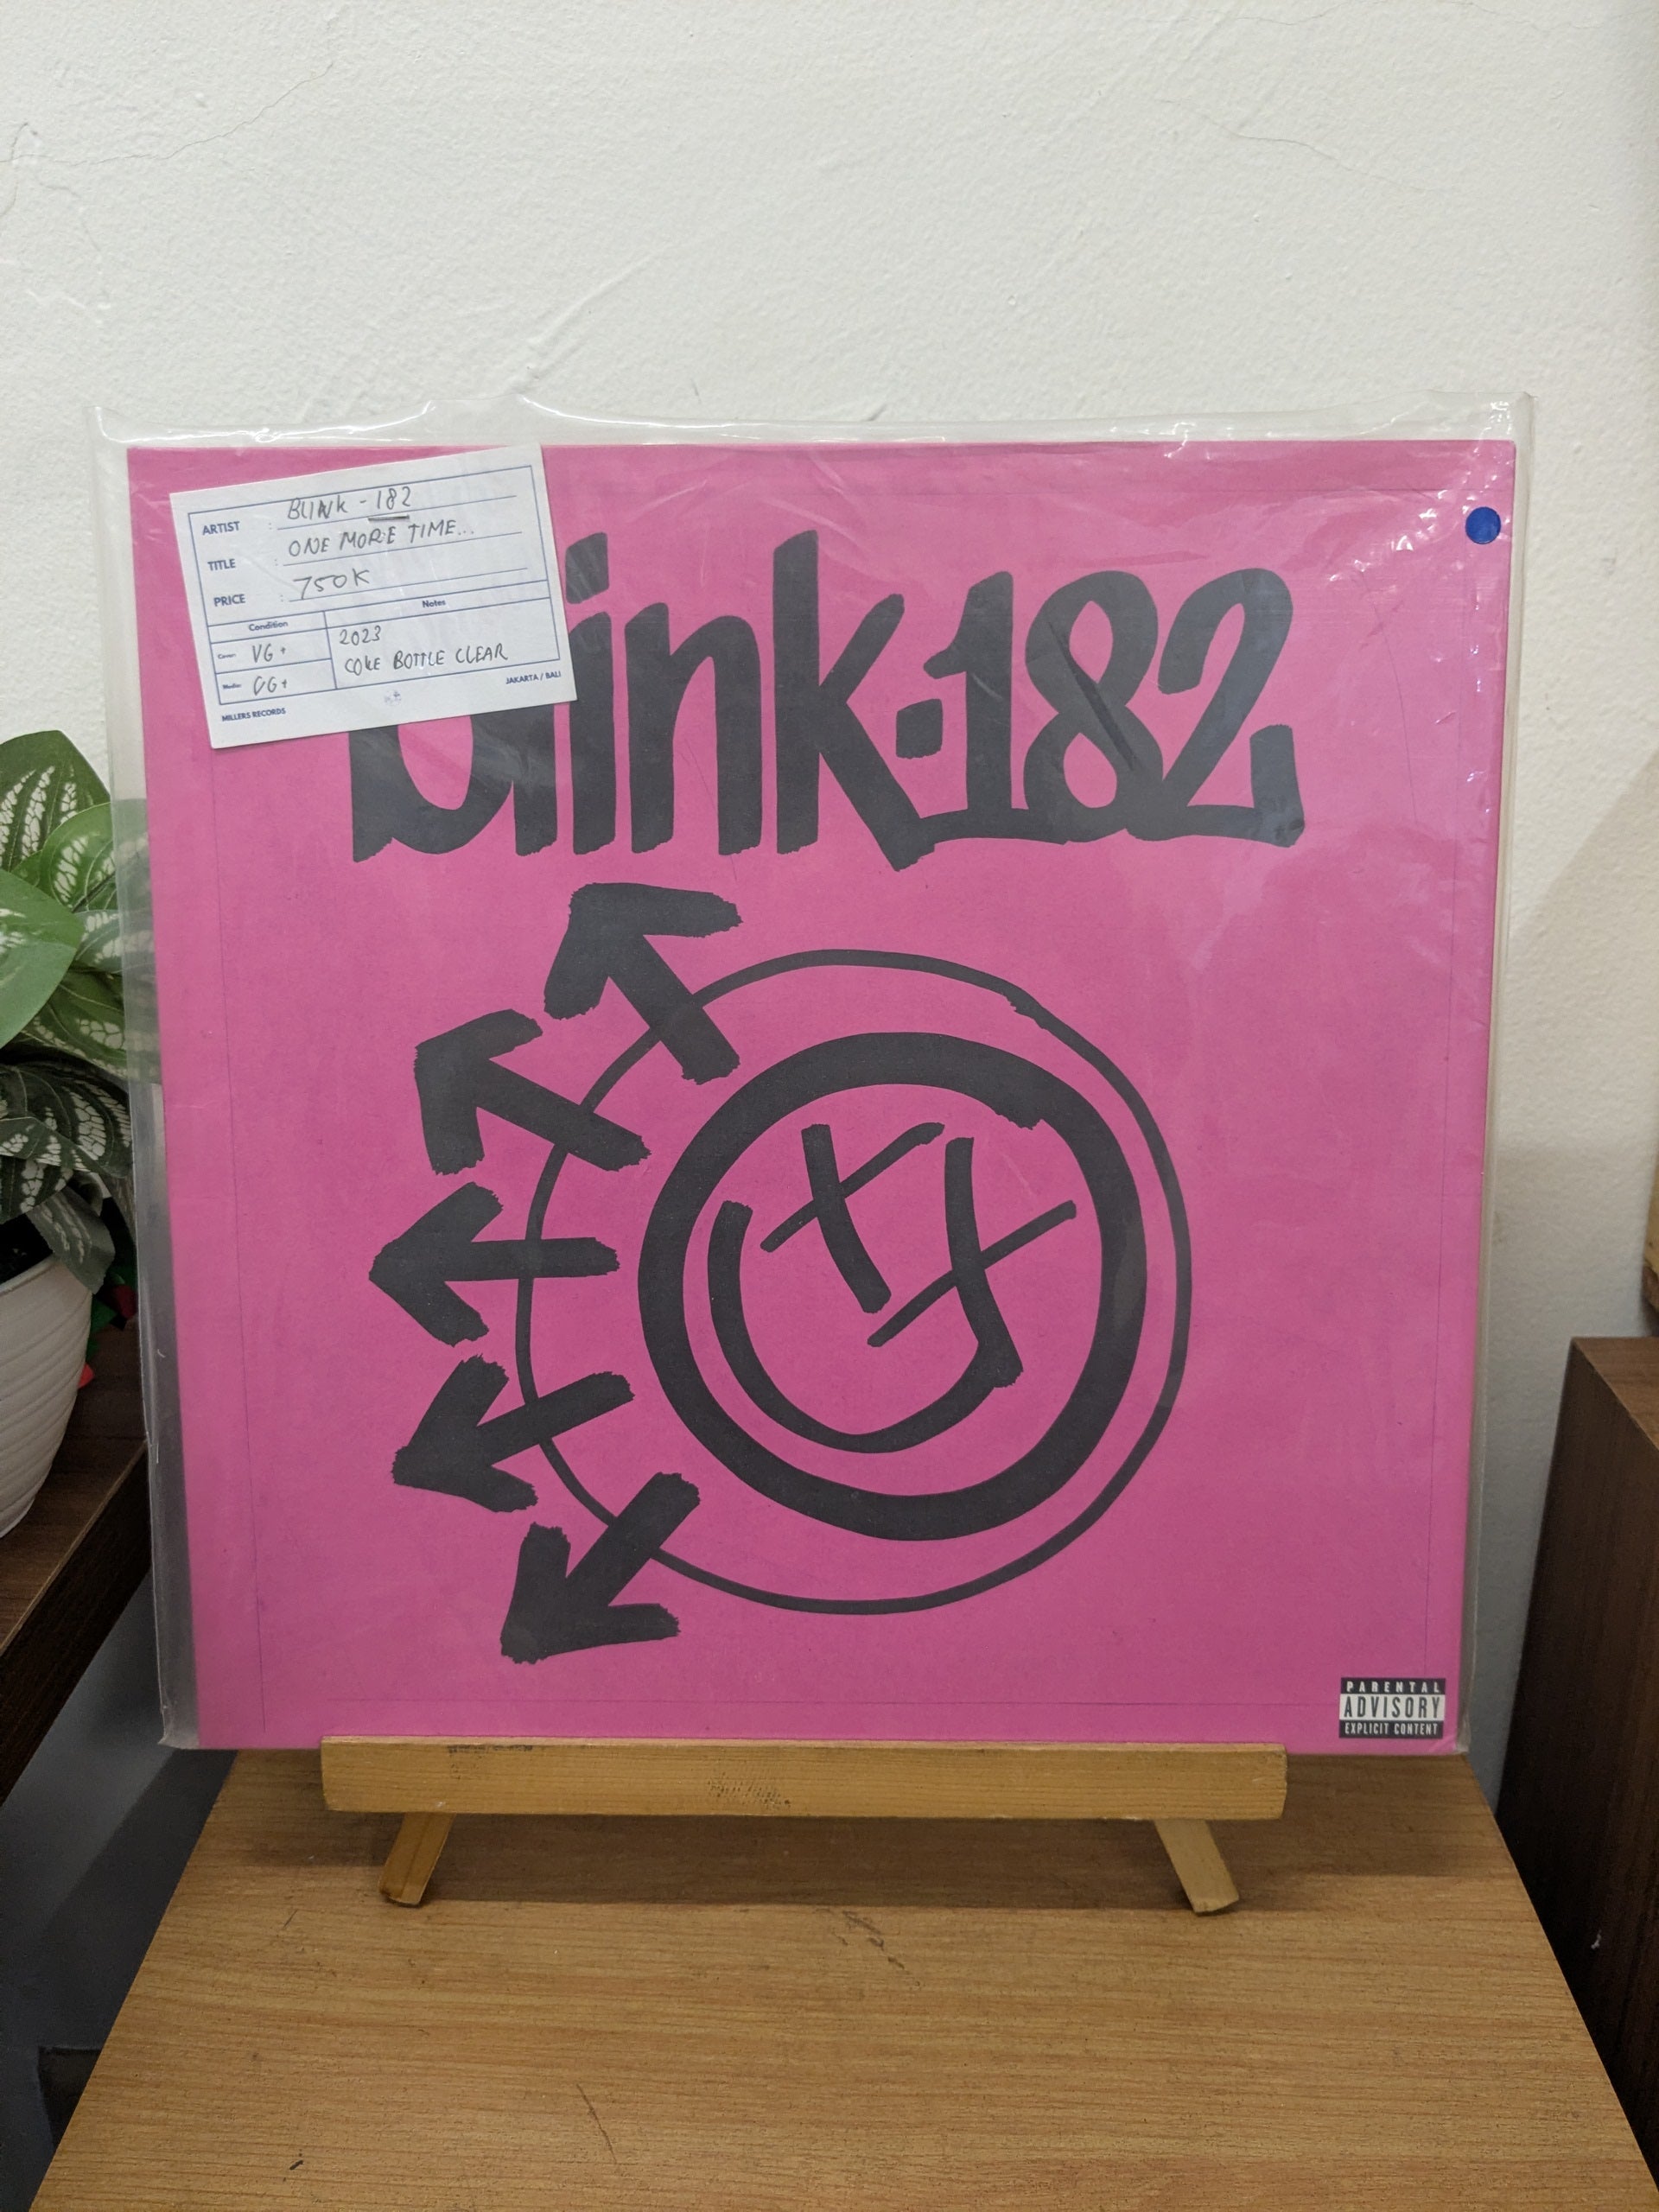 ARTIST : BLINK - 182
TITLE : ONE MORE TIME...
PRICE : 750K
Condition Notes
Cover: VG+
Media: VG+
2023
COKE BOTTLE CLEAR
MILLERS RECORDS JAKARTA / BALI
blink-182
PARENTAL
ADVISORY
EXPLICIT CONTENT